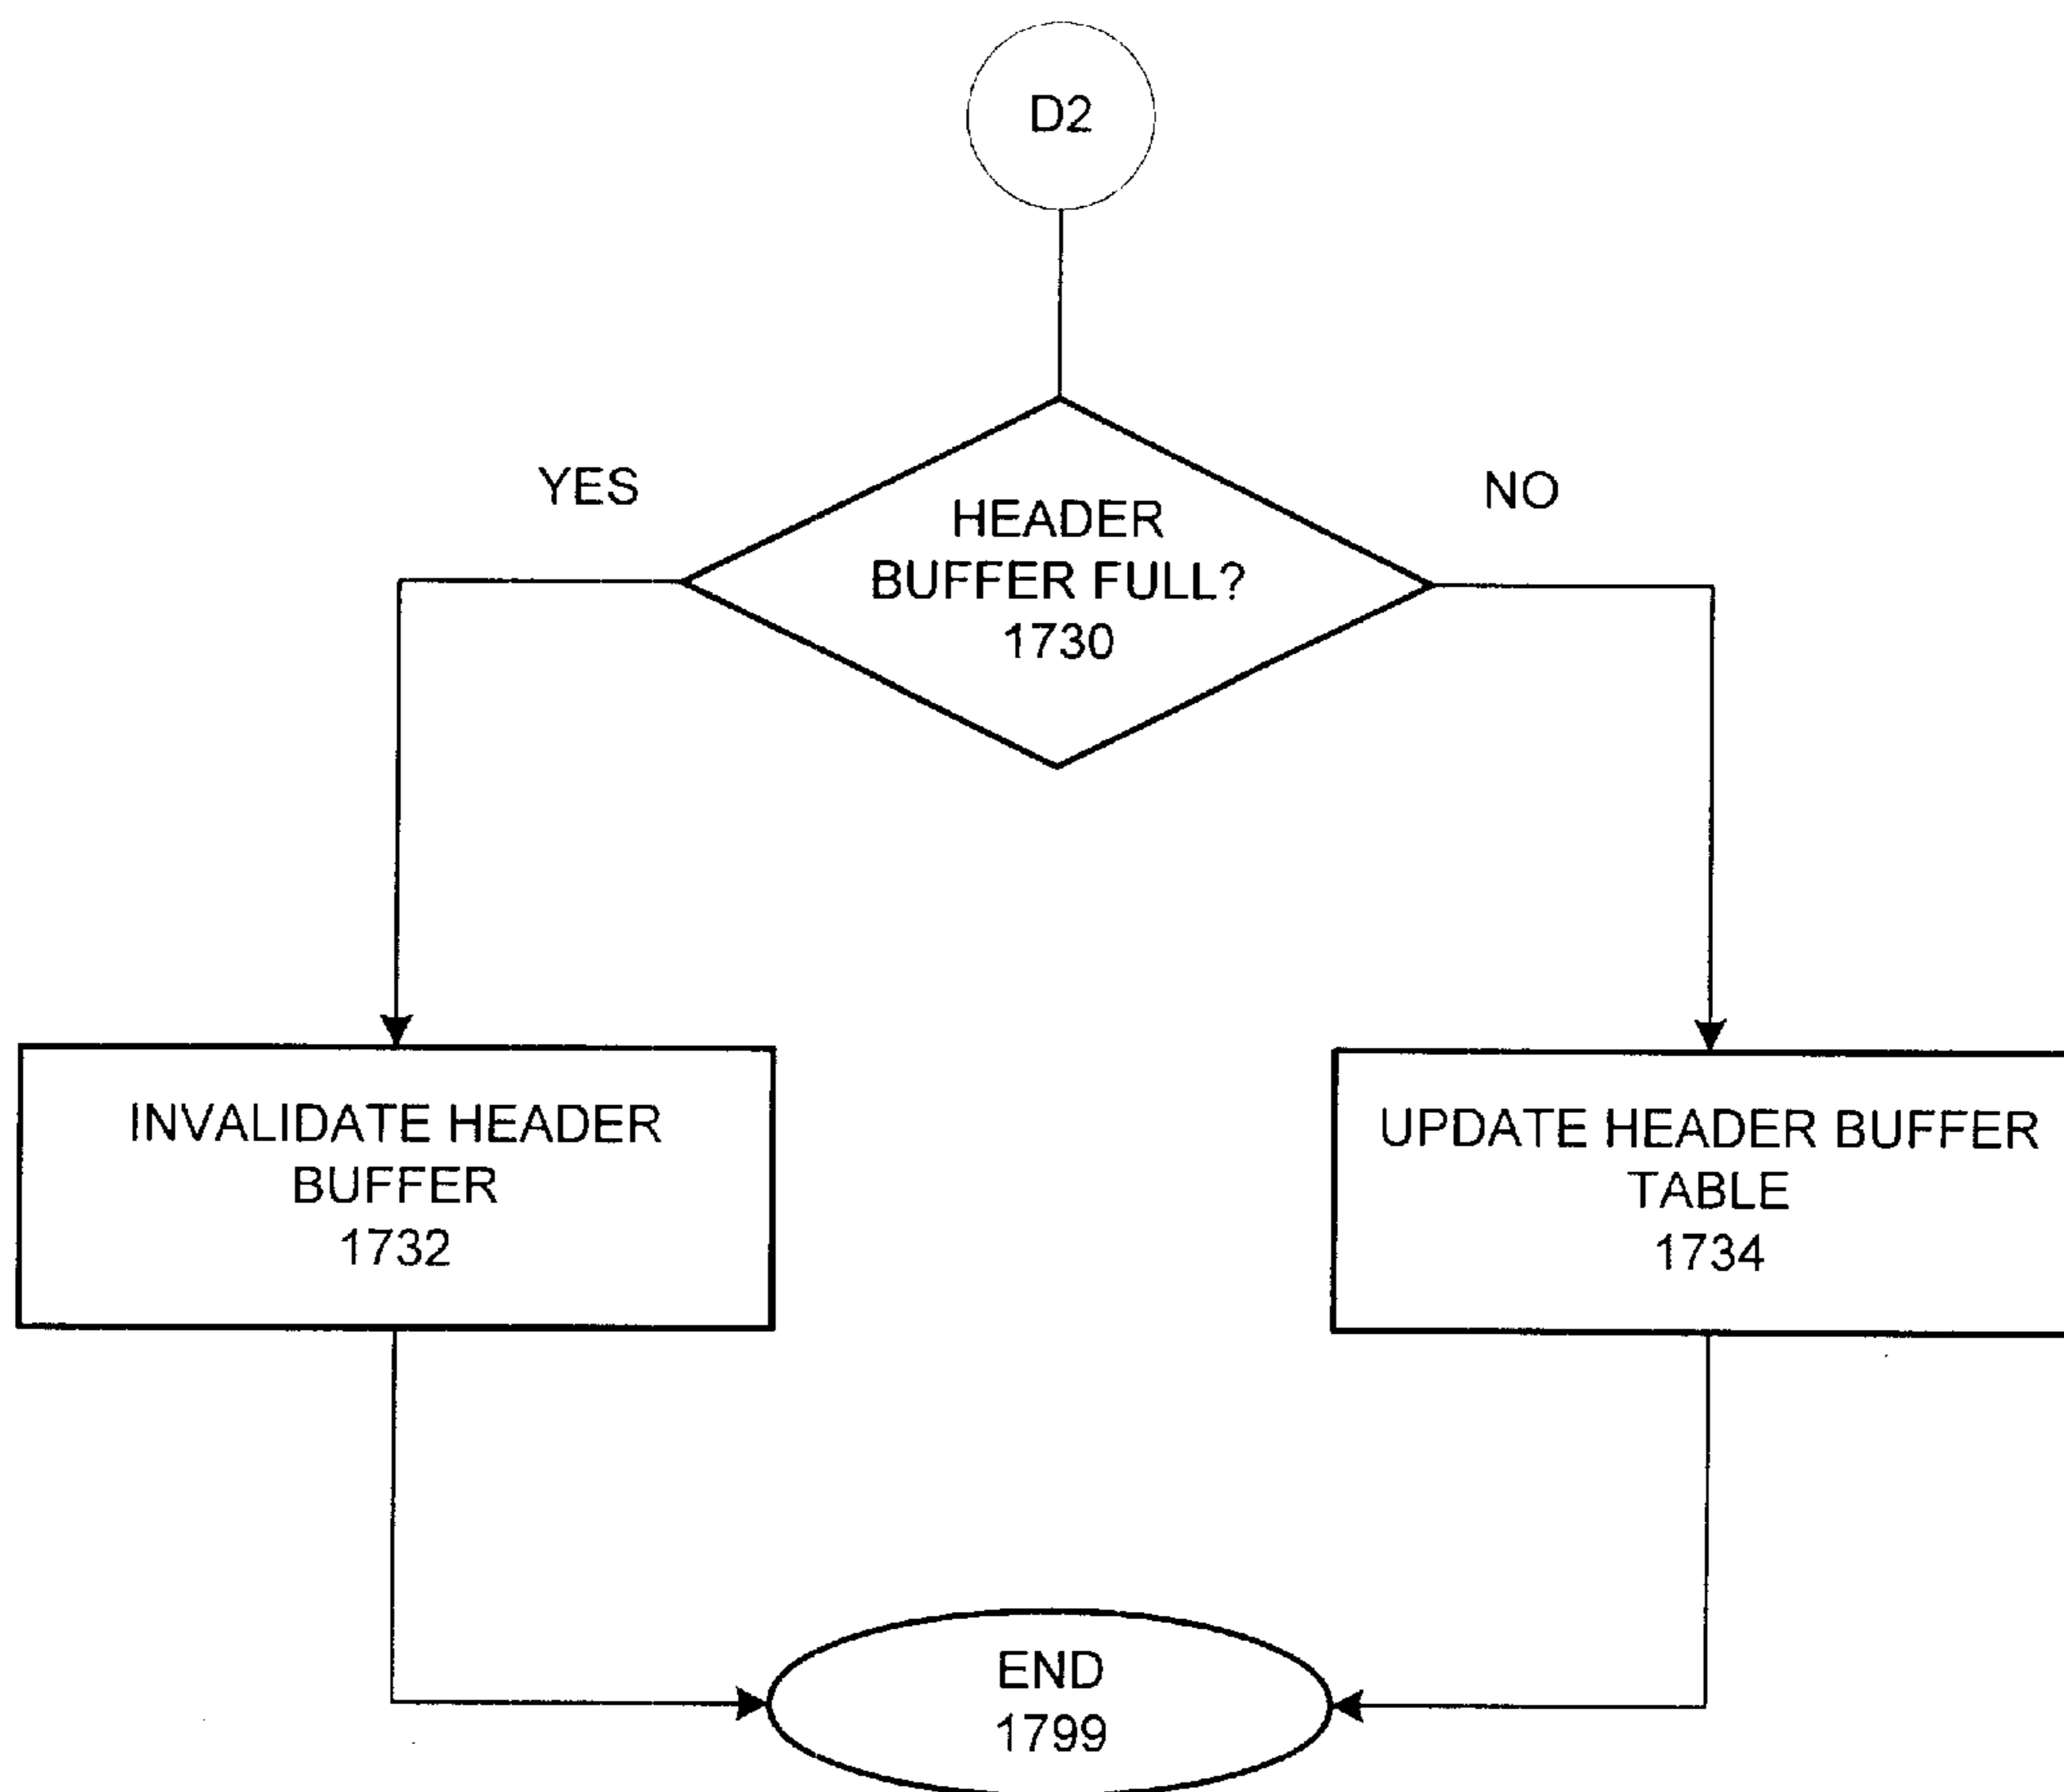 D2
YES
NO
HEADER
BUFFER FULL?
1730
INVALIDATE HEADER
BUFFER
1732
UPDATE HEADER BUFFER
TABLE
1734
END
1799